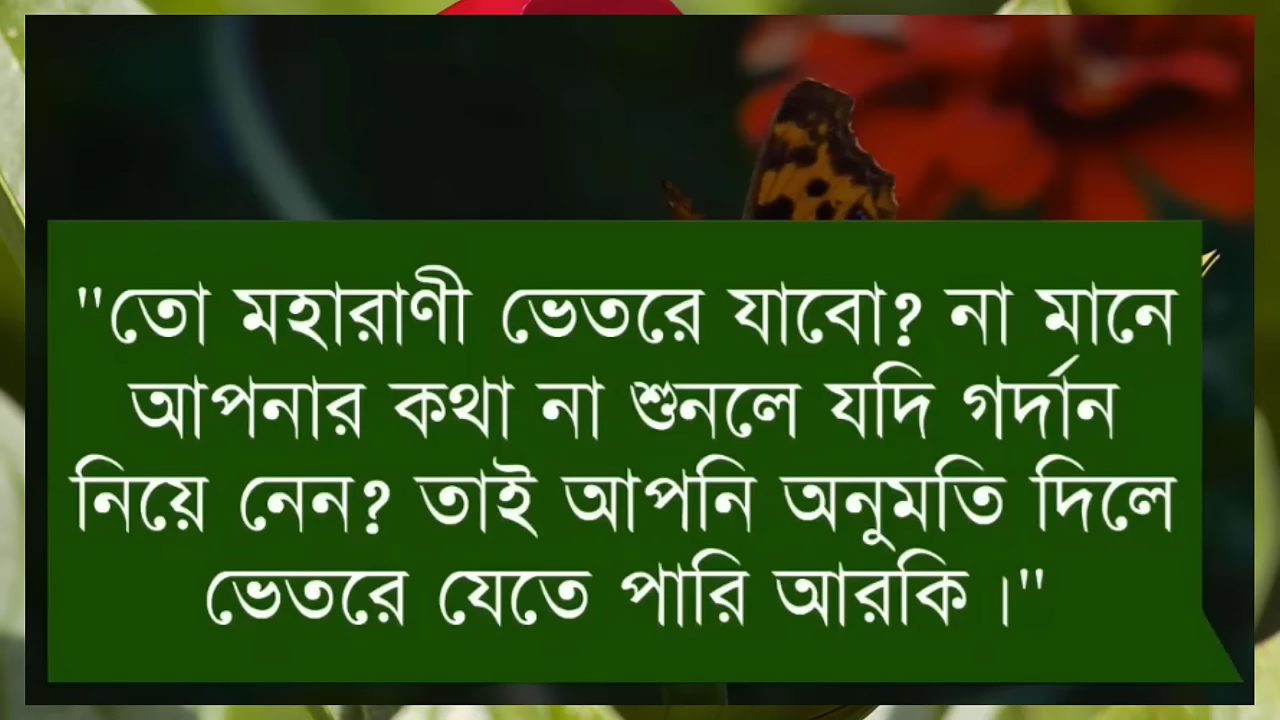 "তো মহারাণী ভেতরে যাবো? না মানে
আপনার কথা না শুনলে যদি গর্দান
নিয়ে নেন? তাই আপনি অনুমতি দিলে
ভেতরে যেতে পারি আরকি ।"